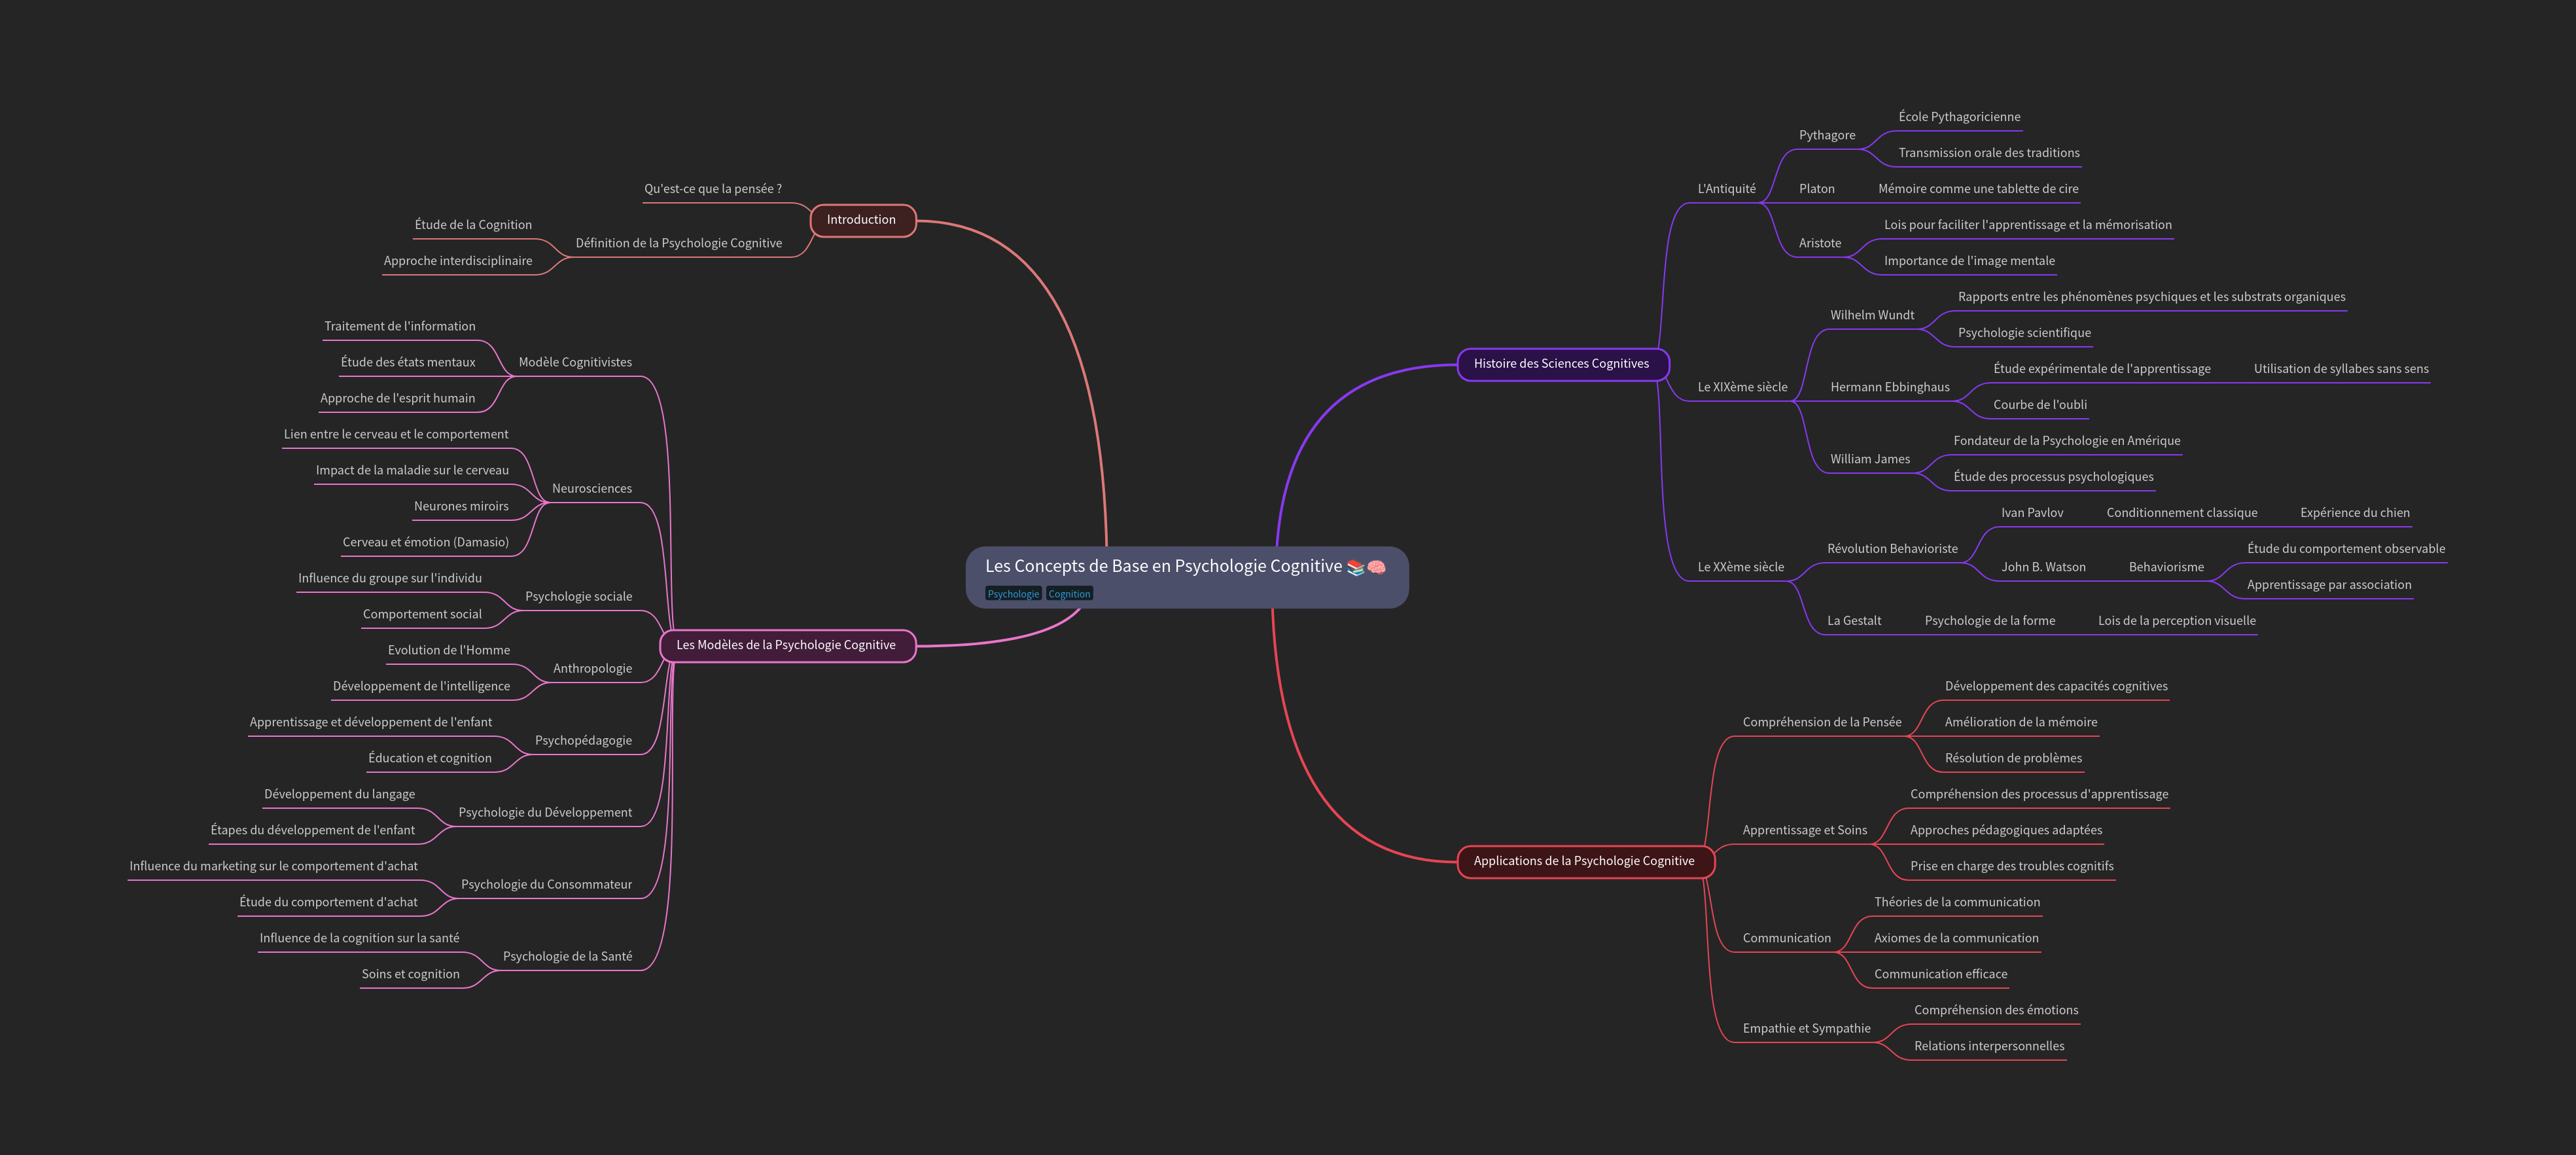 Les Concepts de Base en Psychologie Cognitive 📚🧠
Psychologie Cognition
Introduction
Qu'est-ce que la pensée ?
Définition de la Psychologie Cognitive
Étude de la Cognition
Approche interdisciplinaire
Les Modèles de la Psychologie Cognitive
Modèle Cognitivistes
Traitement de l'information
Étude des états mentaux
Approche de l'esprit humain
Neurosciences
Lien entre le cerveau et le comportement
Impact de la maladie sur le cerveau
Neurones miroirs
Cerveau et émotion (Damasio)
Psychologie sociale
Influence du groupe sur l'individu
Comportement social
Anthropologie
Evolution de l'Homme
Développement de l'intelligence
Psychopédagogie
Apprentissage et développement de l'enfant
Éducation et cognition
Psychologie du Développement
Développement du langage
Étapes du développement de l'enfant
Psychologie du Consommateur
Influence du marketing sur le comportement d'achat
Étude du comportement d'achat
Psychologie de la Santé
Influence de la cognition sur la santé
Soins et cognition
Histoire des Sciences Cognitives
L'Antiquité
Pythagore
École Pythagoricienne
Transmission orale des traditions
Platon
Mémoire comme une tablette de cire
Aristote
Lois pour faciliter l'apprentissage et la mémorisation
Importance de l'image mentale
Le XIXème siècle
Wilhelm Wundt
Rapports entre les phénomènes psychiques et les substrats organiques
Psychologie scientifique
Hermann Ebbinghaus
Étude expérimentale de l'apprentissage
Utilisation de syllabes sans sens
Courbe de l'oubli
William James
Fondateur de la Psychologie en Amérique
Étude des processus psychologiques
Le XXème siècle
Révolution Behavioriste
Ivan Pavlov
Conditionnement classique
Expérience du chien
John B. Watson
Behaviorisme
Étude du comportement observable
Apprentissage par association
La Gestalt
Psychologie de la forme
Lois de la perception visuelle
Applications de la Psychologie Cognitive
Compréhension de la Pensée
Développement des capacités cognitives
Amélioration de la mémoire
Résolution de problèmes
Apprentissage et Soins
Compréhension des processus d'apprentissage
Approches pédagogiques adaptées
Prise en charge des troubles cognitifs
Communication
Théories de la communication
Axiomes de la communication
Communication efficace
Empathie et Sympathie
Compréhension des émotions
Relations interpersonnelles